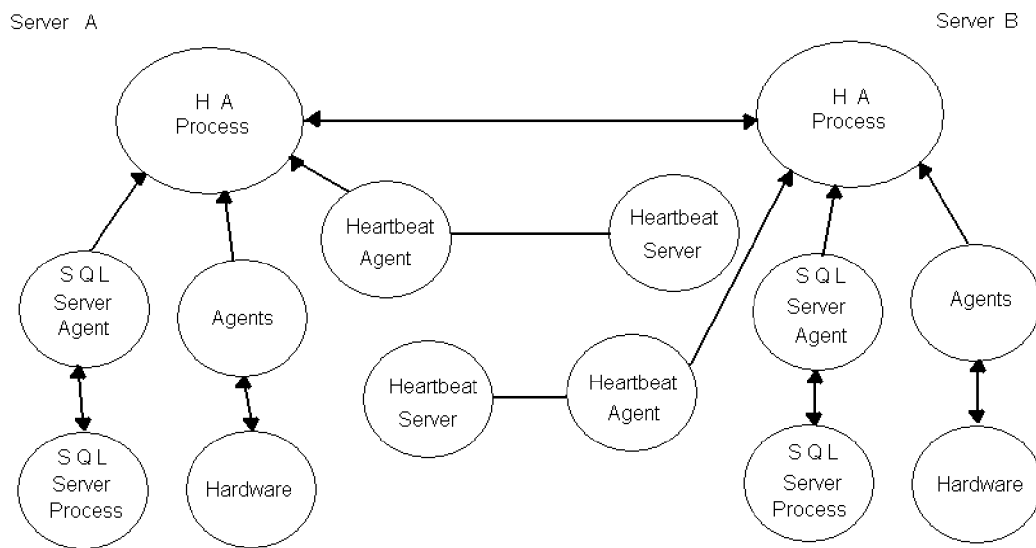 Server A
Server B
H A
Process
H A
Process
Heartbeat
Agent
Heartbeat
Server
S Q L
Server
Agent
Agents
S Q L
Server
Agent
Agents
Heartbeat
Server
Heartbeat
Agent
S Q L
Server
Process
Hardware
S Q L
Server
Process
Hardware